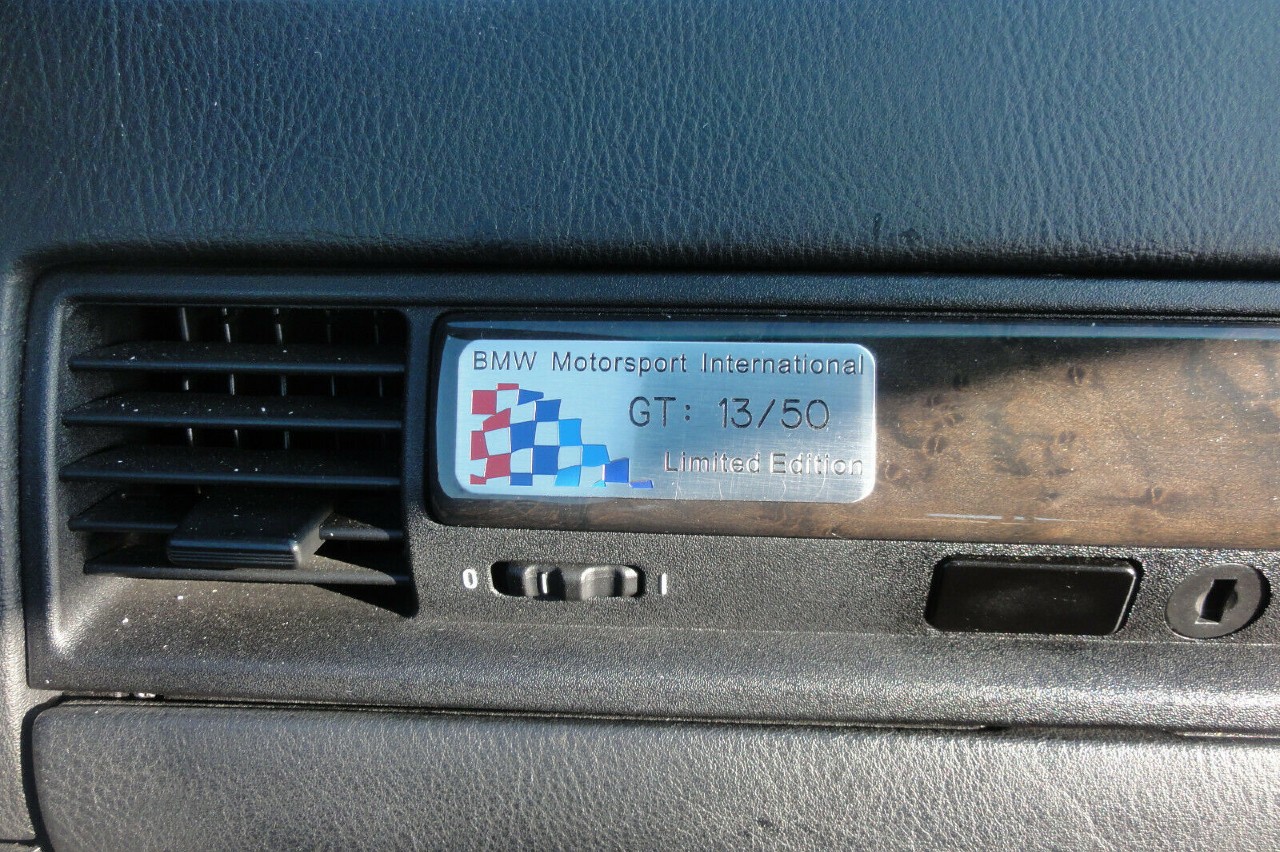 BMW Motorsport International
GT: 13/50
Limited Edition
0 I